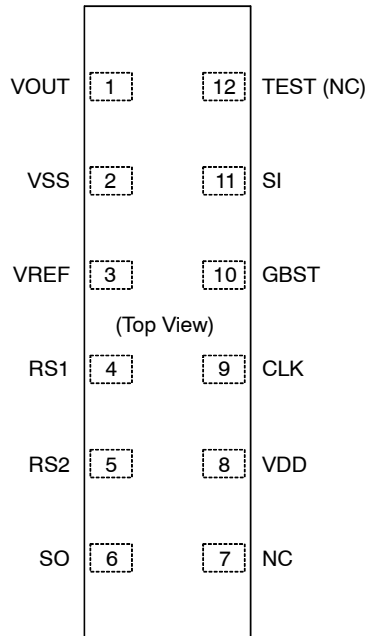 VOUT 1 12 TEST (NC)
VSS 2 11 SI
VREF 3 10 GBST
(Top View)
RS1 4 9 CLK
RS2 5 8 VDD
SO 6 7 NC